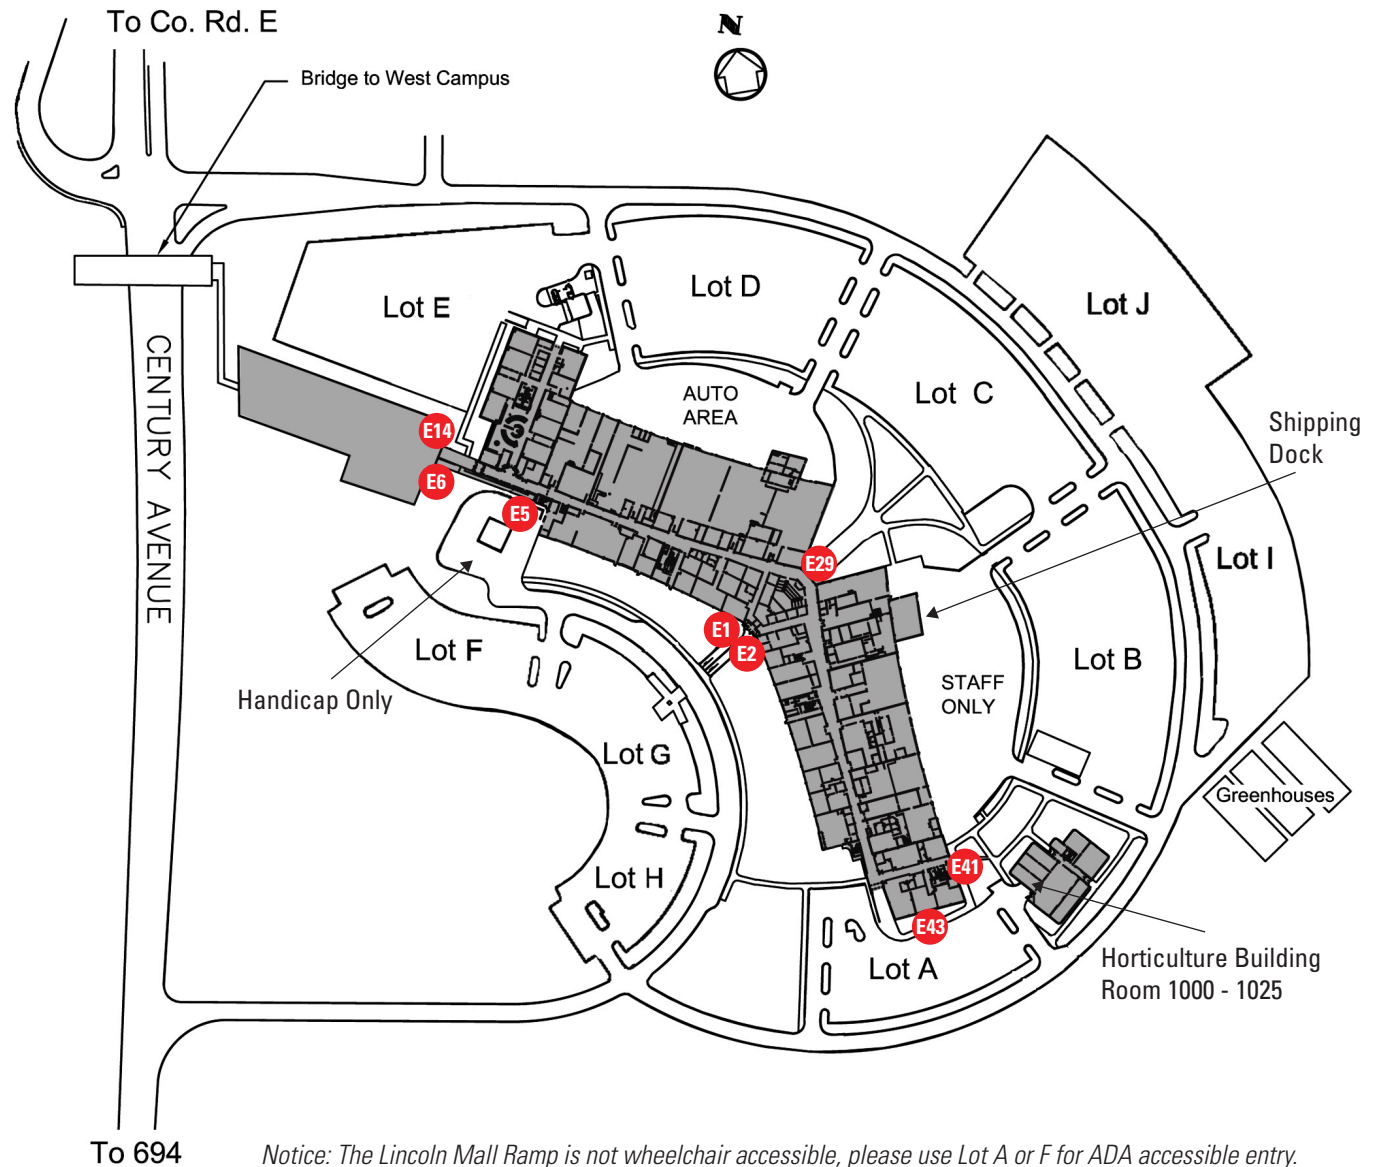 To Co. Rd. E
N
Bridge to West Campus
Lot E
Lot D
Lot J
CENTURY AVENUE
AUTO
AREA
Lot C
Shipping
Dock
E14
E6
E5
E29
Lot I
E1
E2
Lot F
Lot B
Handicap Only
STAFF
ONLY
Lot G
Greenhouses
Lot H
E41
E43
Lot A
Horticulture Building
Room 1000 - 1025
To 694
Notice: The Lincoln Mall Ramp is not wheelchair accessible, please use Lot A or F for ADA accessible entry.